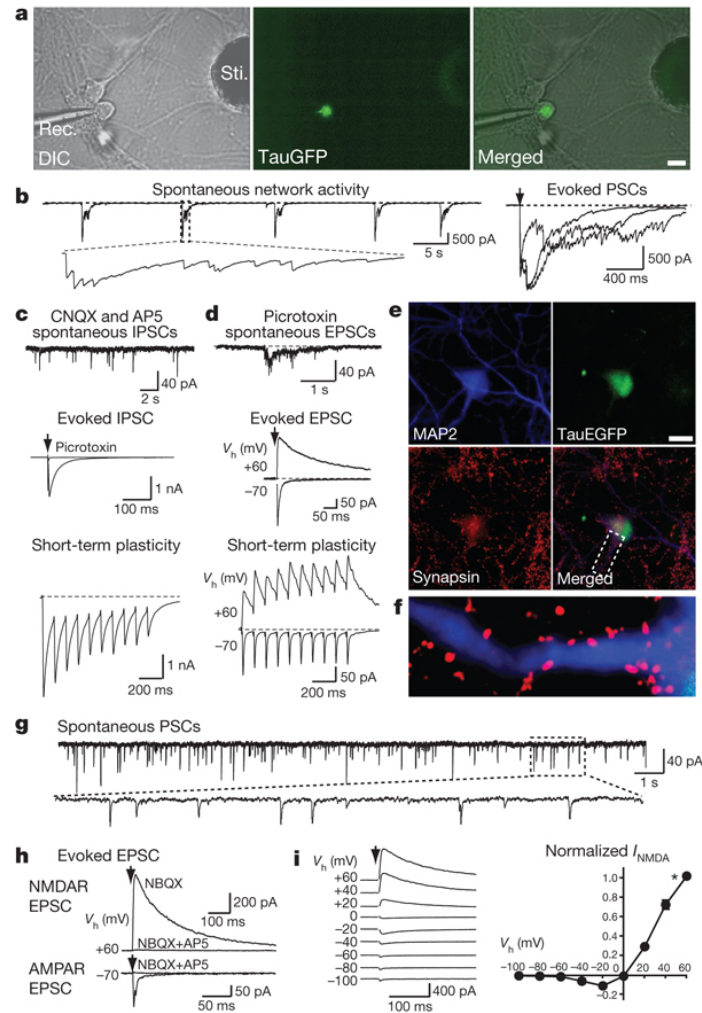 a
Sti.
Rec.
DIC
TauGFP
Merged
b
Spontaneous network activity
Evoked PSCs
500 pA
5 s
500 pA
400 ms
c
CNQX and AP5
spontaneous IPSCs
40 pA
2 s
Evoked IPSC
Picrotoxin
1 nA
100 ms
Short-term plasticity
1 nA
200 ms
d
Picrotoxin
spontaneous EPSCs
40 pA
1 s
Evoked EPSC
Vh (mV)
+60
−70
50 pA
50 ms
Short-term plasticity
Vh (mV)
+60
−70
50 pA
200 ms
e
MAP2
TauEGFP
Synapsin
Merged
f
g
Spontaneous PSCs
40 pA
1 s
h
Evoked EPSC
NMDAR
EPSC
NBQX
200 pA
100 ms
Vh (mV)
+60
NBQX+AP5
AMPAR
EPSC
−70
NBQX+AP5
50 pA
50 ms
i
Vh (mV)
+60
+40
+20
0
−20
−40
−60
−80
−100
400 pA
100 ms
Normalized INMDA
1.0
*
0.8
0.6
0.4
0.2
Vh (mV)
−100 −80 −60 −40 −20 0 20 40 60
−0.2